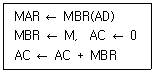 MAR ← MBR(AD)
MBR ← M, AC ← 0
AC ← AC + MBR